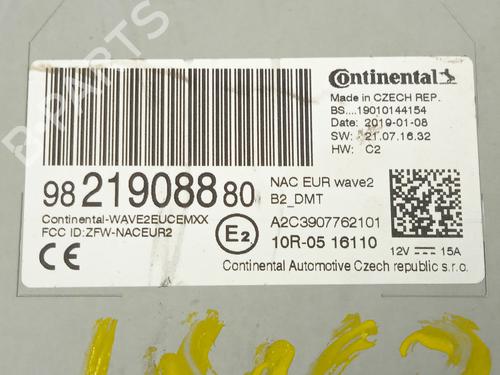 B-PARTS
Continental
Made in CZECH REP.
BS....19010144154
Date: 2019-01-08
SW: 21.07.16.32
HW: C2
98 219088 80
NAC EUR wave2
B2_DMT
Continental-WAVE2EUCEMXX
FCC ID:ZFW-NACEUR2
E2
A2C3907762101
10R-05 16110
CE
12V 15A
Continental Automotive Czech republic s.r.o.